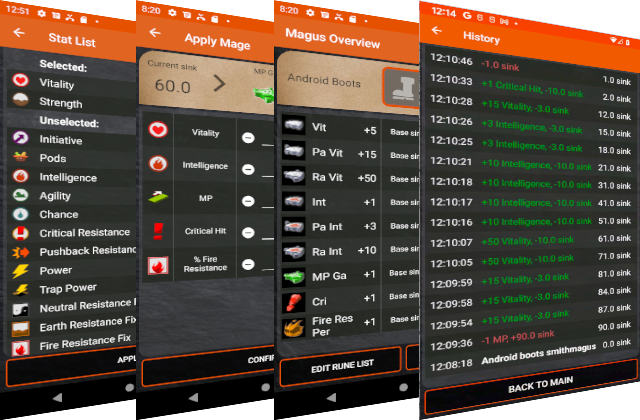 12:51
Stat List
Selected:
Vitality
Strength
Unselected:
Initiative
Pods
Intelligence
Agility
Chance
Critical Resistance
Pushback Resistanc
Power
Trap Power
Neutral Resistance F
Earth Resistance Fix
Fire Resistance Fix
APPL
8:20
Apply Mage
Current sink
60.0
MP G
Vitality
Intelligence
MP
Critical Hit
% Fire
Resistance
CONFIR
8:20
Magus Overview
Android Boots
Vit +5 Base sin
Pa Vit +15 Base sin
Ra Vit +50 Base sin
Int +1 Base sin
Pa Int +3 Base sin
Ra Int +10 Base sin
MP Ga +1 Base sin
Cri +1 Base sin
Fire Res
Per
+1 Base sin
EDIT RUNE LIST
12:14
History
12:10:46 -1.0 sink 1.0 sink
12:10:33 +1 Critical Hit, -10.0 sink 2.0 sink
12:10:28 +15 Vitality, -3.0 sink 12.0 sink
12:10:26 +3 Intelligence, -3.0 sink 15.0 sink
12:10:25 +3 Intelligence, -3.0 sink 18.0 sink
12:10:21 +10 Intelligence, -10.0 sink 21.0 sink
12:10:18 +10 Intelligence, -10.0 sink 31.0 sink
12:10:17 +10 Intelligence, -10.0 sink 41.0 sink
12:10:16 +10 Intelligence, -10.0 sink 51.0 sink
12:10:07 +50 Vitality, -10.0 sink 61.0 sink
12:10:05 +50 Vitality, -10.0 sink 71.0 sink
12:09:59 +15 Vitality, -3.0 sink 81.0 sink
12:09:58 +15 Vitality, -3.0 sink 84.0 sink
12:09:54 +15 Vitality, -3.0 sink 87.0 sink
12:09:36 -1 MP, +90.0 sink 90.0 sink
12:08:18 Android boots smithmagus 0.0 sink
BACK TO MAIN